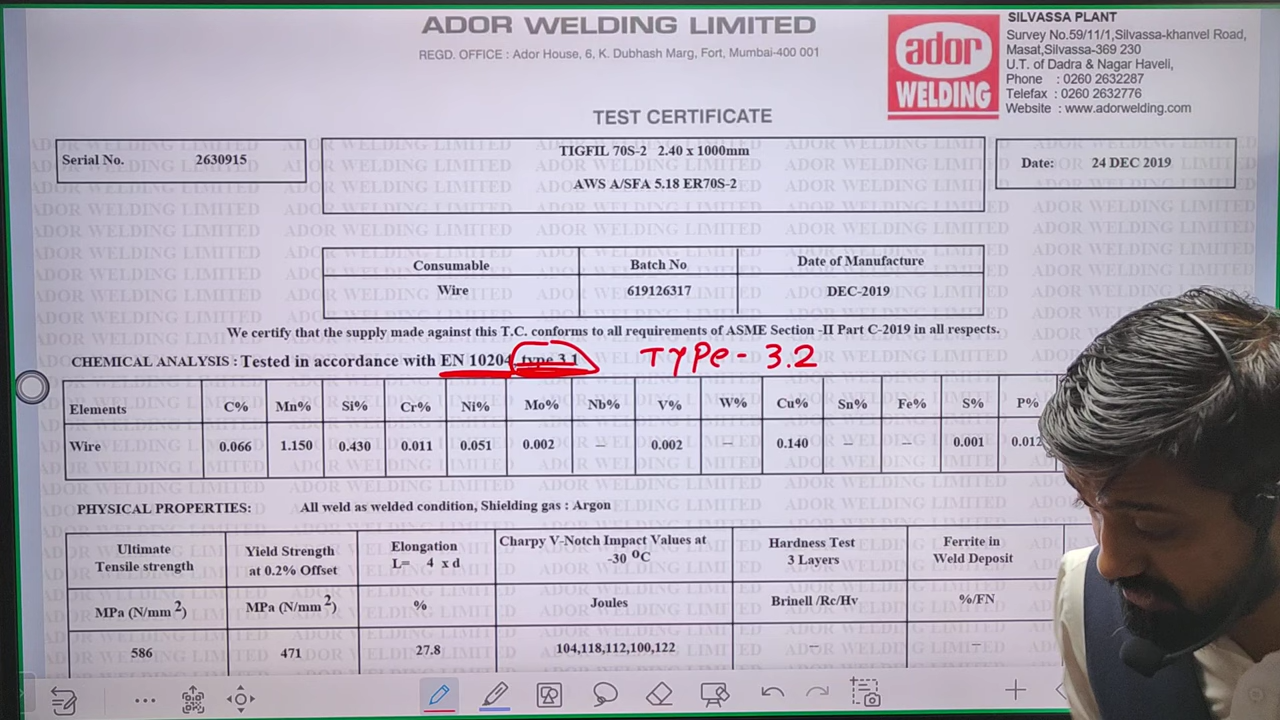 ADOR WELDING LIMITED
REGD. OFFICE : Ador House, 6, K. Dubhash Marg, Fort, Mumbai-400 001
ador
WELDING
SILVASSA PLANT
Survey No.59/11/1,Silvassa-khanvel Road,
Masat,Silvassa-369 230
U.T. of Dadra & Nagar Haveli,
Phone : 0260 2632287
Telefax : 0260 2632776
Website : www.adorwelding.com
TEST CERTIFICATE
Serial No. 2630915
TIGFIL 70S-2 2.40 x 1000mm
AWS A/SFA 5.18 ER70S-2
Date: 24 DEC 2019
Consumable Batch No Date of Manufacture
Wire 619126317 DEC-2019
We certify that the supply made against this T.C. conforms to all requirements of ASME Section -II Part C-2019 in all respects.
CHEMICAL ANALYSIS : Tested in accordance with EN 10204 type 3.1 TYPe- 3.2
Elements C% Mn% Si% Cr% Ni% Mo% Nb% V% W% Cu% Sn% Fe% S% P%
Wire 0.066 1.150 0.430 0.011 0.051 0.002 — 0.002 — 0.140 — — 0.001 0.012
PHYSICAL PROPERTIES: All weld as welded condition, Shielding gas : Argon
Ultimate Tensile strength Yield Strength at 0.2% Offset Elongation L= 4 x d Charpy V-Notch Impact Values at -30 ⁰C Hardness Test 3 Layers Ferrite in Weld Deposit
MPa (N/mm²) MPa (N/mm²) % Joules Brinell /Rc/Hv %/FN
586 471 27.8 104,118,112,100,122 — —